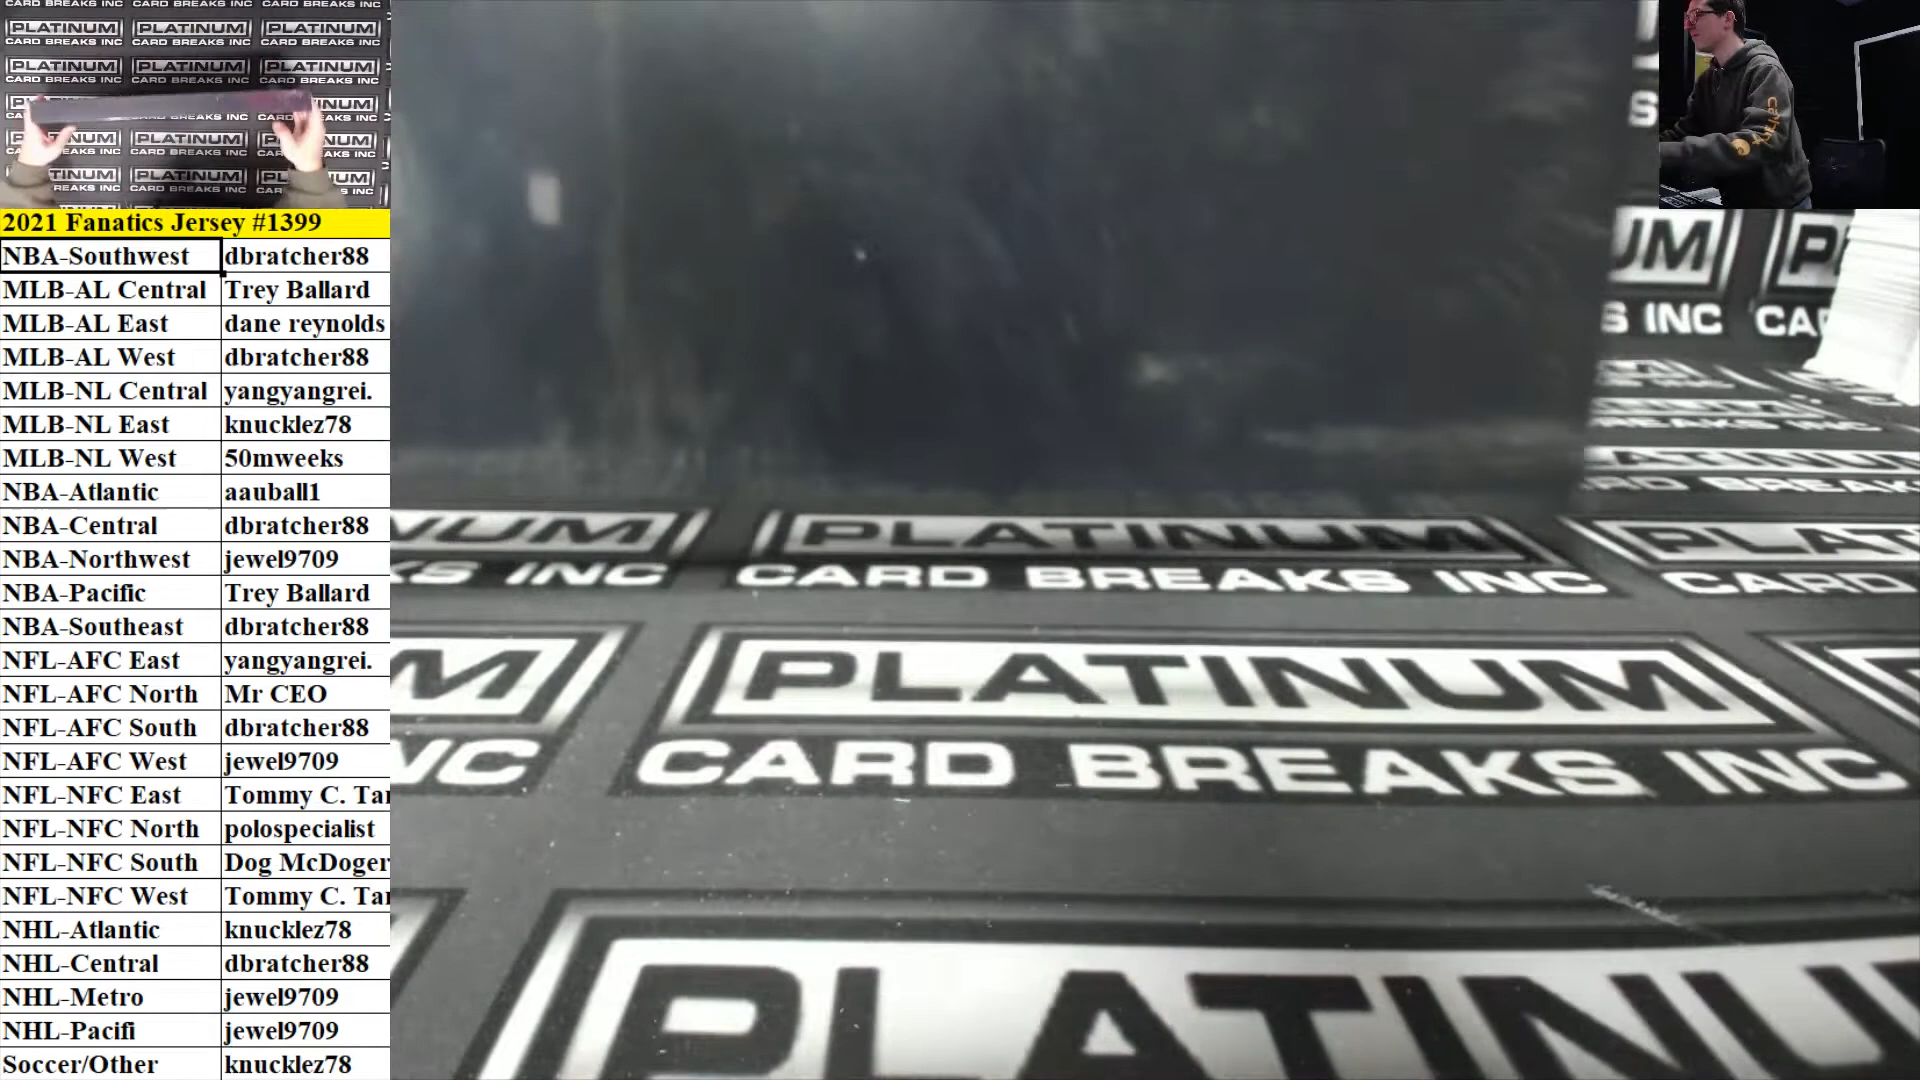 2021 Fanatics Jersey #1399
NBA-Southwest dbratcher88
MLB-AL Central Trey Ballard
MLB-AL East dane reynolds
MLB-AL West dbratcher88
MLB-NL Central yangyangrei.
MLB-NL East knucklez78
MLB-NL West 50mweeks
NBA-Atlantic aauball1
NBA-Central dbratcher88
NBA-Northwest jewel9709
NBA-Pacific Trey Ballard
NBA-Southeast dbratcher88
NFL-AFC East yangyangrei.
NFL-AFC North Mr CEO
NFL-AFC South dbratcher88
NFL-AFC West jewel9709
NFL-NFC East Tommy C. Tar
NFL-NFC North polospecialist
NFL-NFC South Dog McDoger
NFL-NFC West Tommy C. Tar
NHL-Atlantic knucklez78
NHL-Central dbratcher88
NHL-Metro jewel9709
NHL-Pacifi jewel9709
Soccer/Other knucklez78
PLATINUM
CARD BREAKS INC
PLATINUM
CARD BREAKS INC
PLATINU